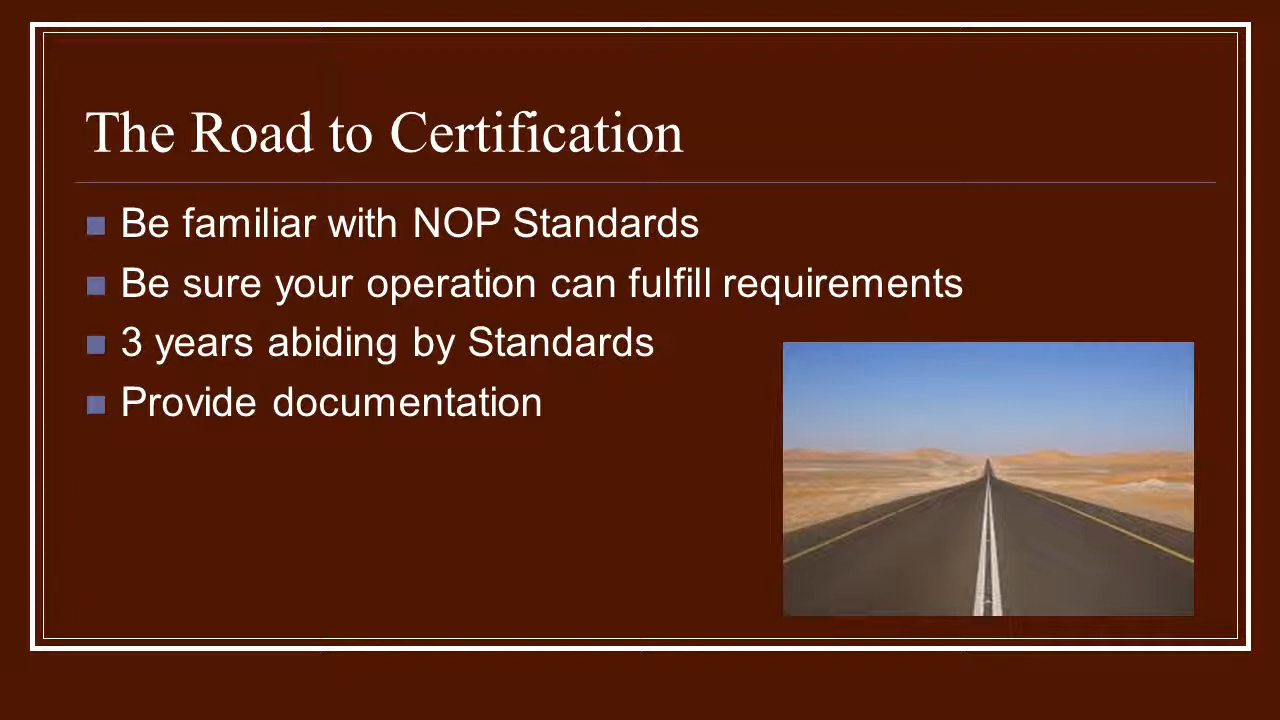 The Road to Certification
Be familiar with NOP Standards
Be sure your operation can fulfill requirements
3 years abiding by Standards
Provide documentation